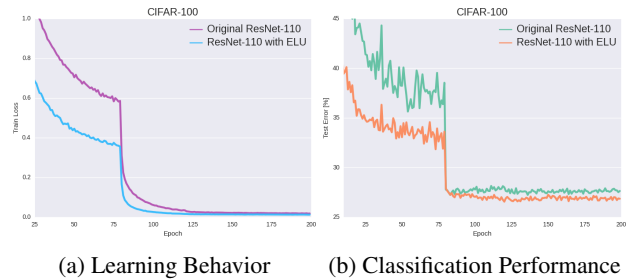 CIFAR-100
Original ResNet-110
ResNet-110 with ELU
1.0
0.8
0.6
0.4
0.2
0.0
Train Loss
25
50
75
100
125
150
175
200
Epoch
(a) Learning Behavior
CIFAR-100
Original ResNet-110
ResNet-110 with ELU
45
40
35
30
25
Test Error [%]
25
50
75
100
125
150
175
200
Epoch
(b) Classification Performance